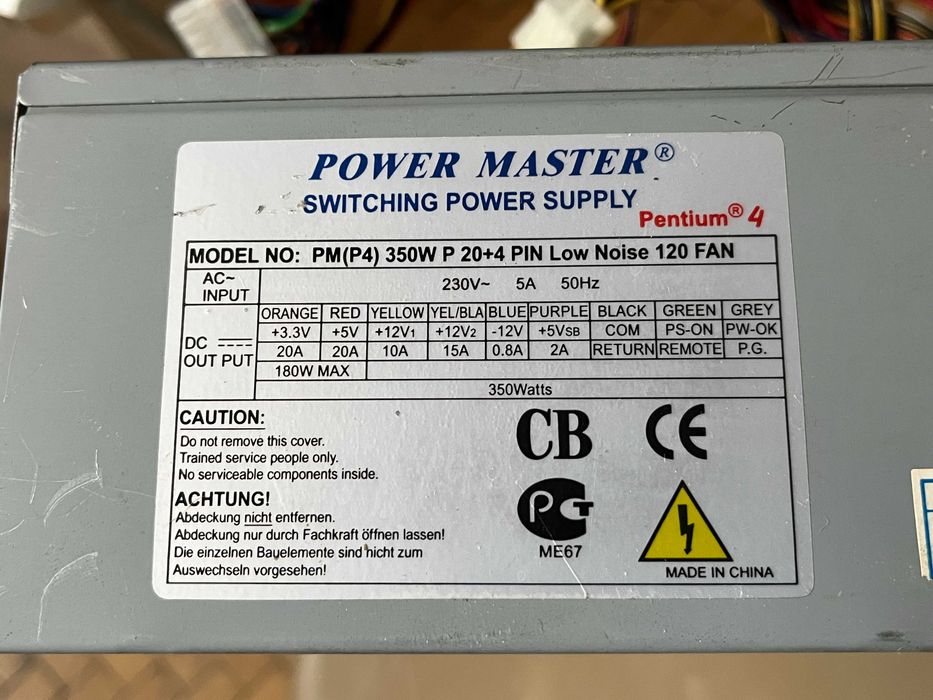 POWER MASTER®
SWITCHING POWER SUPPLY
Pentium® 4
MODEL NO: PM(P4) 350W P 20+4 PIN Low Noise 120 FAN
AC~ INPUT 230V~ 5A 50Hz
ORANGE RED YELLOW YEL/BLA BLUE PURPLE BLACK GREEN GREY
DC OUT PUT +3.3V +5V +12V1 +12V2 -12V +5VSB COM PS-ON PW-OK
20A 20A 10A 15A 0.8A 2A RETURN REMOTE P.G.
180W MAX
350Watts
CAUTION:
Do not remove this cover.
Trained service people only.
No serviceable components inside.
ACHTUNG!
Abdeckung nicht entfernen.
Abdeckung nur durch Fachkraft öffnen lassen!
Die einzelnen Bauelemente sind nicht zum
Auswechseln vorgesehen!
CB CE
PCT
ME67
MADE IN CHINA